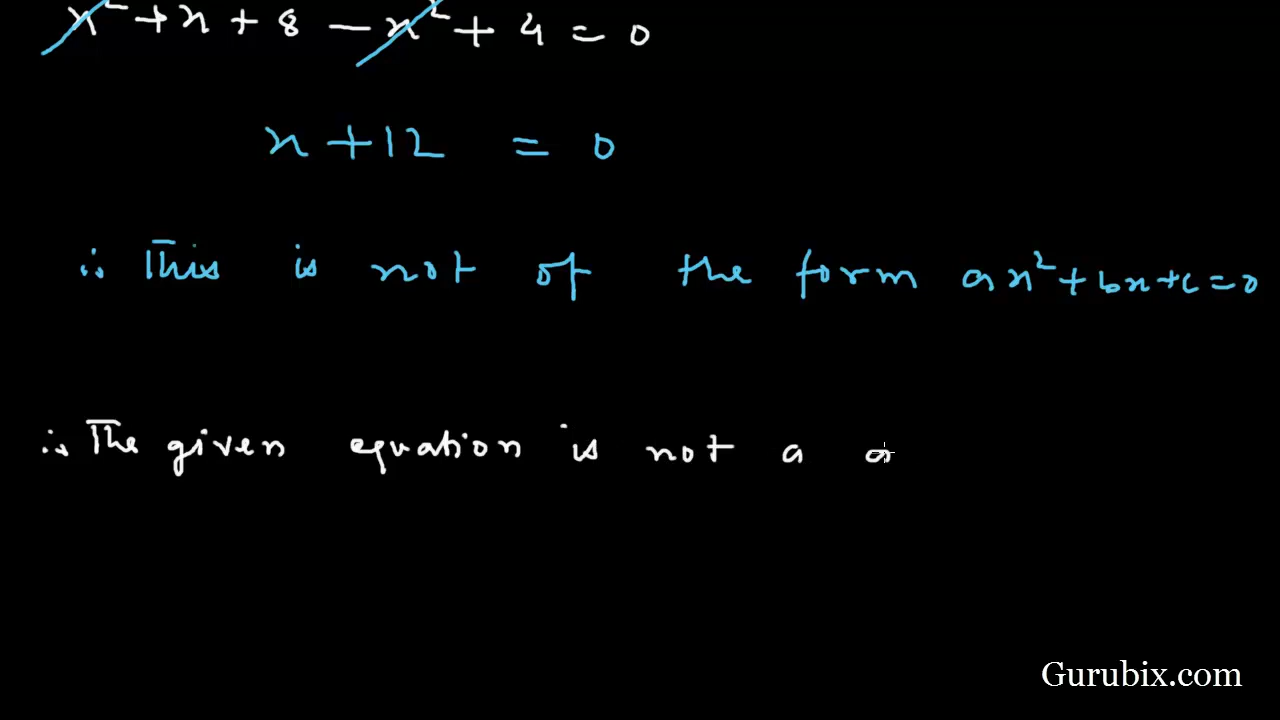 x² + x + 8 - x² + 4 = 0
x + 12 = 0
∴ This is not of the form ax² + bx + c = 0
∴ The given equation is not a
Gurubix.com